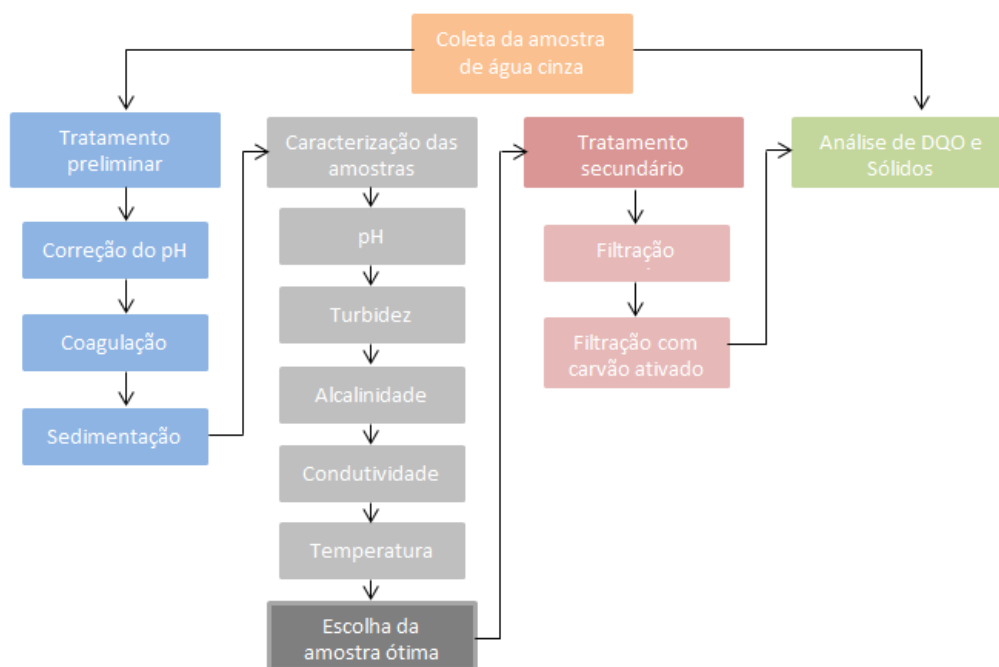 Coleta da amostra
de água cinza
Tratamento
preliminar
Correção do pH
Coagulação
Sedimentação
Caracterização das
amostras
pH
Turbidez
Alcalinidade
Condutividade
Temperatura
Escolha da
amostra ótima
Tratamento
secundário
Filtração
Filtração com
carvão ativado
Análise de DQO e
Sólidos